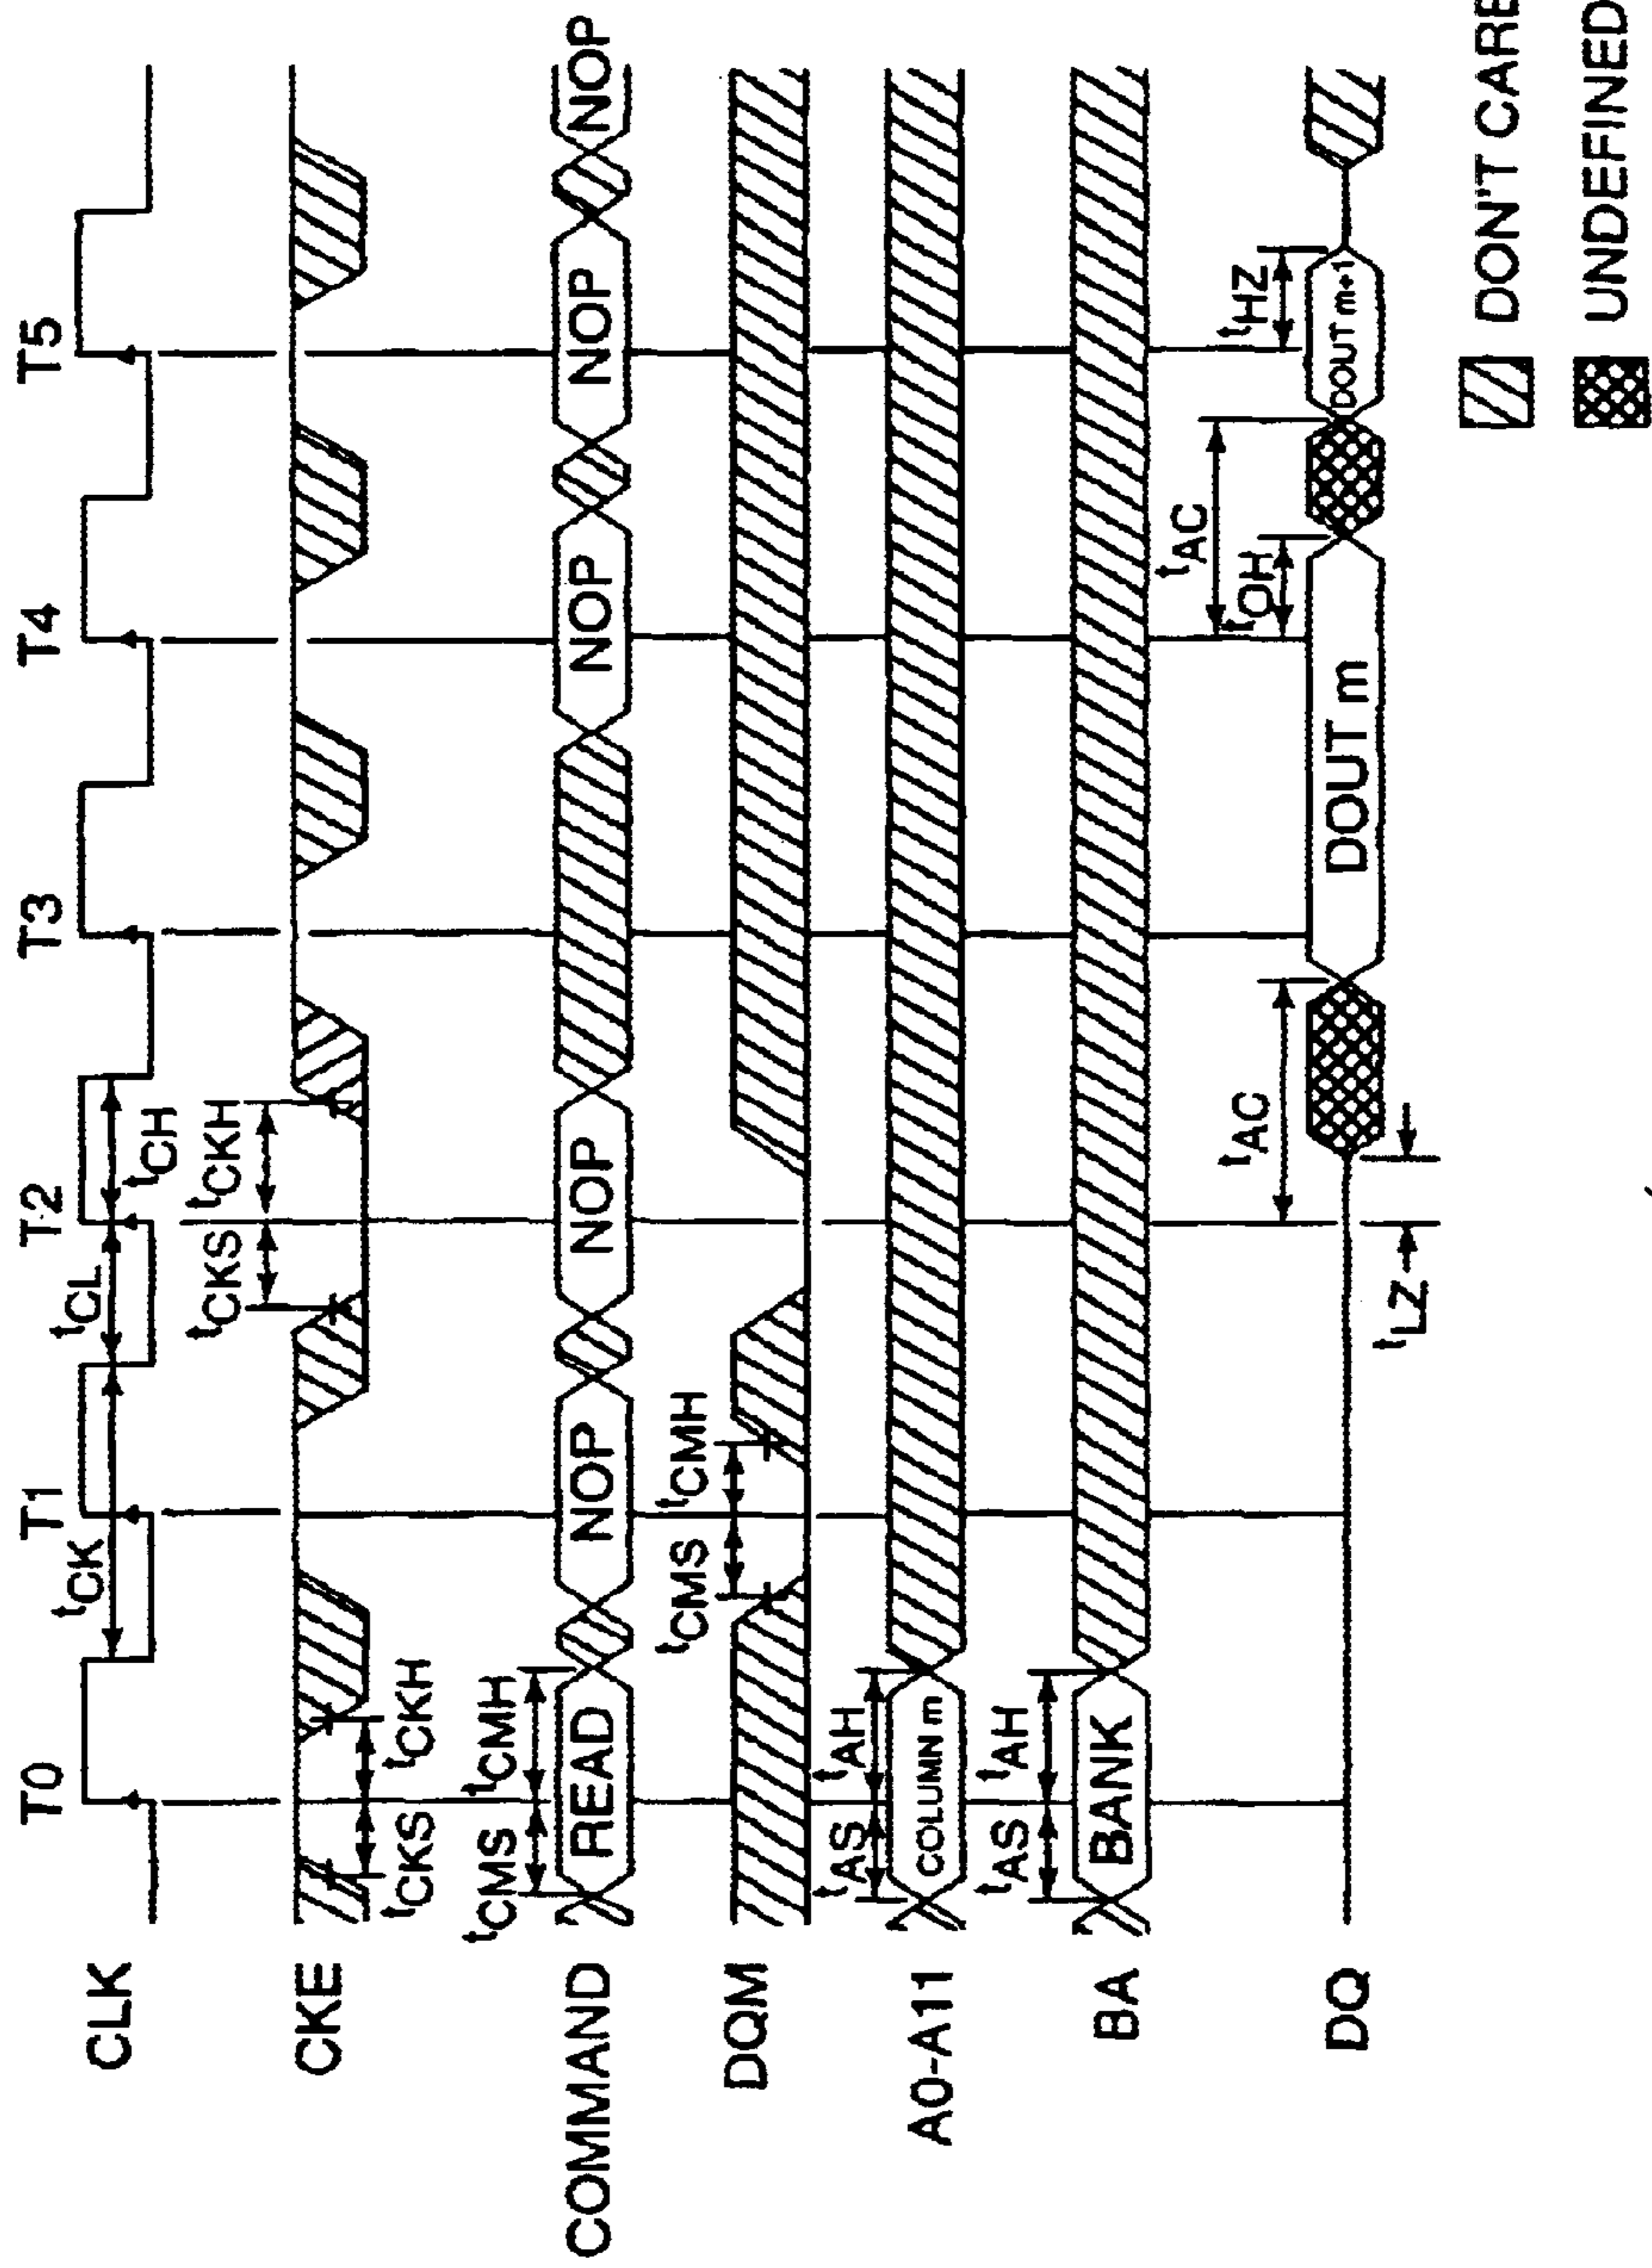 T0 T1 T2 T3 T4 T5
CLK
tCK tCL tCH
CKE
tCKS tCKH tCKS tCKH
tCMS tCMH
COMMAND READ NOP NOP NOP NOP NOP
tCMS tCMH
DQM
tAS tAH
A0-A11 COLUMN m
tAS tAH
BA BANK
tAC tAC tOH tHZ
DQ DOUT m DOUT m+1
tLZ
DON'T CARE
UNDEFINED